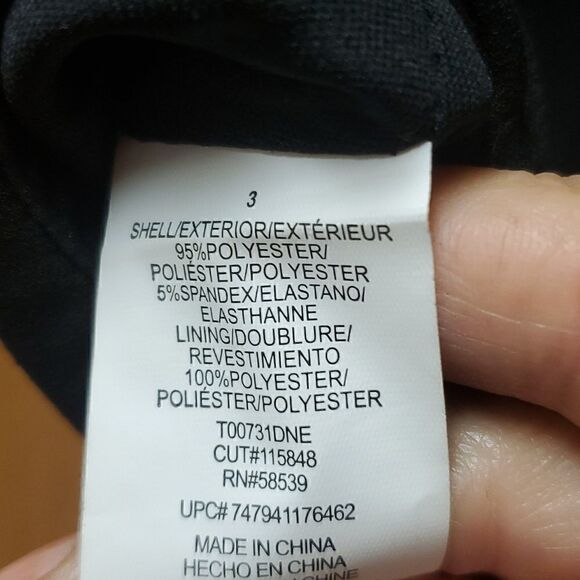 3
SHELL/EXTERIOR/EXTÉRIEUR
95%POLYESTER/
POLIÉSTER/POLYESTER
5%SPANDEX/ELASTANO/
ELASTHANNE
LINING/DOUBLURE/
REVESTIMIENTO
100%POLYESTER/
POLIÉSTER/POLYESTER
T00731DNE
CUT#115848
RN#58539
UPC# 747941176462
MADE IN CHINA
HECHO EN CHINA